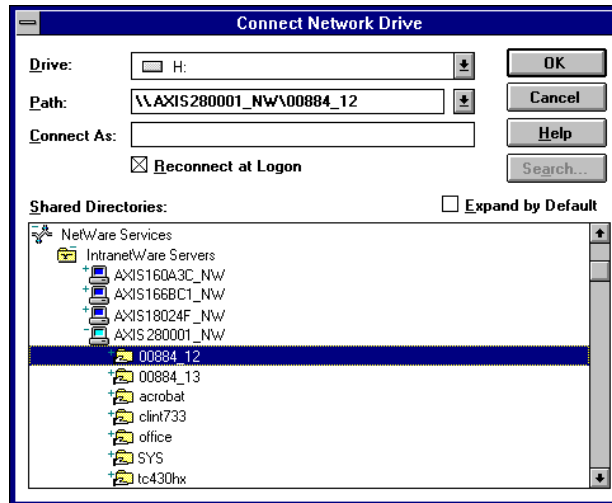 Connect Network Drive
Drive: H: OK
Path: \\AXIS280001_NW\00884_12 Cancel
Connect As: Help
Reconnect at Logon Search...
Shared Directories: Expand by Default
NetWare Services
IntranetWare Servers
AXIS160A3C_NW
AXIS166BC1_NW
AXIS18024F_NW
AXIS280001_NW
00884_12
00884_13
acrobat
clint733
office
SYS
tc430hx